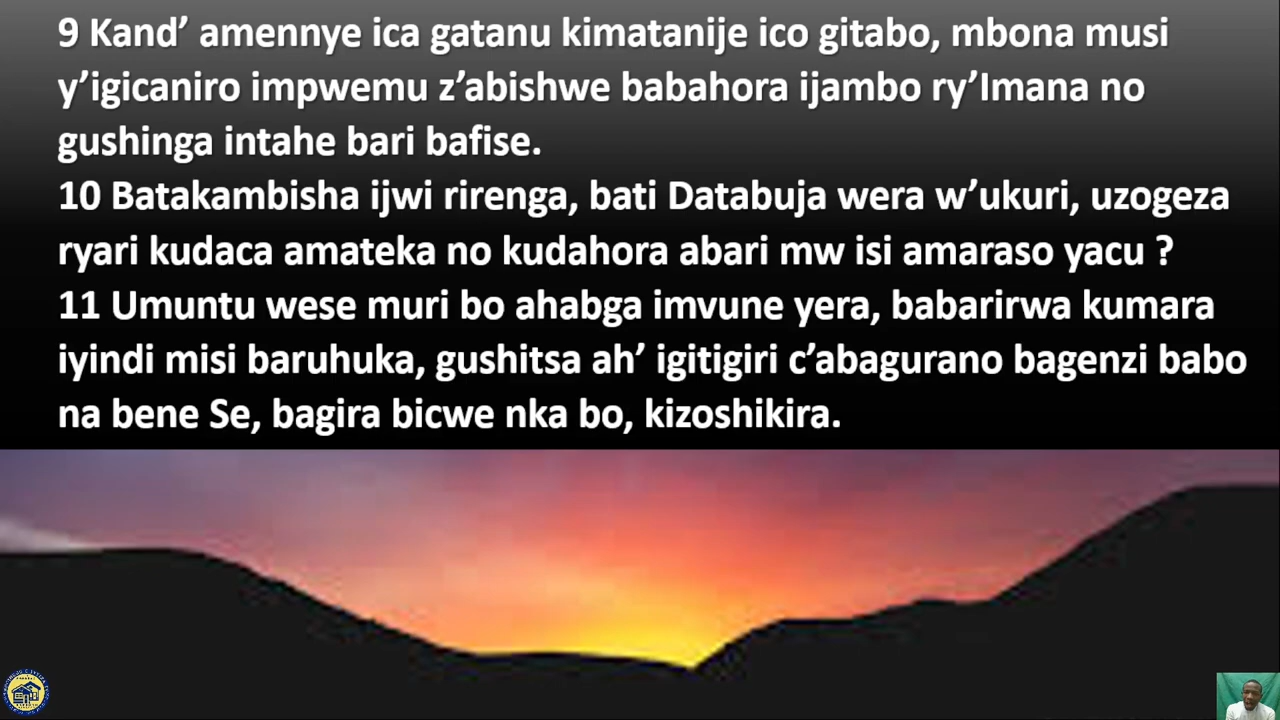 9 Kand’ amennye ica gatanu kimatanije ico gitabo, mbona musi
y’igicaniro impwemu z’abishwe babahora ijambo ry’Imana no
gushinga intahe bari bafise.
10 Batakambisha ijwi rirenga, bati Databuja wera w’ukuri, uzogeza
ryari kudaca amateka no kudahora abari mw isi amaraso yacu ?
11 Umuntu wese muri bo ahabga imvune yera, babarirwa kumara
iyindi misi baruhuka, gushitsa ah’ igitigiri c’abagurano bagenzi babo
na bene Se, bagira bicwe nka bo, kizoshikira.